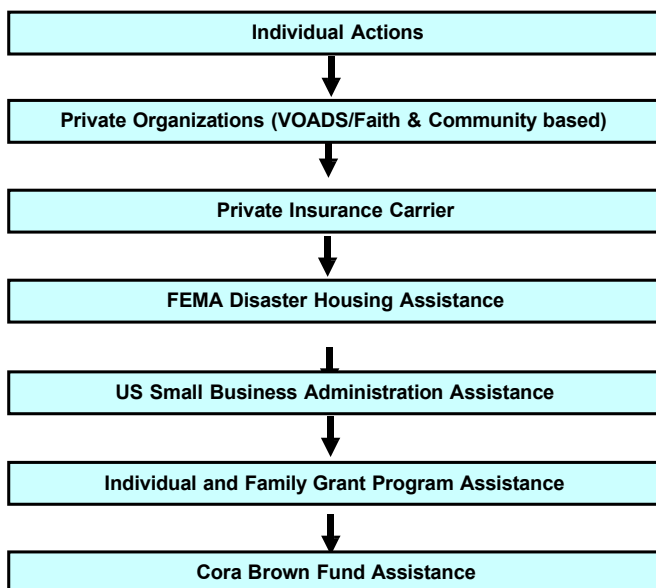 Individual Actions
Private Organizations (VOADS/Faith & Community based)
Private Insurance Carrier
FEMA Disaster Housing Assistance
US Small Business Administration Assistance
Individual and Family Grant Program Assistance
Cora Brown Fund Assistance